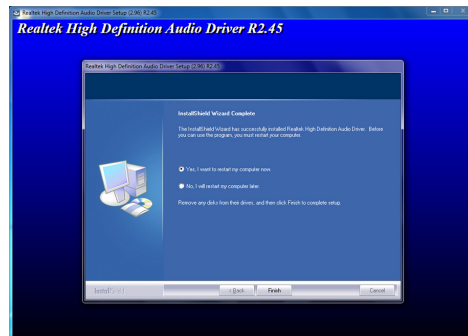 Realtek High Definition Audio Driver Setup (2.96) R2.45
Realtek High Definition Audio Driver R2.45
Realtek High Definition Audio Driver Setup (2.96) R2.45
InstallShield Wizard Complete
The InstallShield Wizard has successfully installed Realtek High Definition Audio Driver. Before
you can use the program, you must restart your computer.
Yes, I want to restart my computer now.
No, I will restart my computer later.
Remove any disks from their drives, and then click Finish to complete setup.
InstallShield
< Back
Finish
Cancel